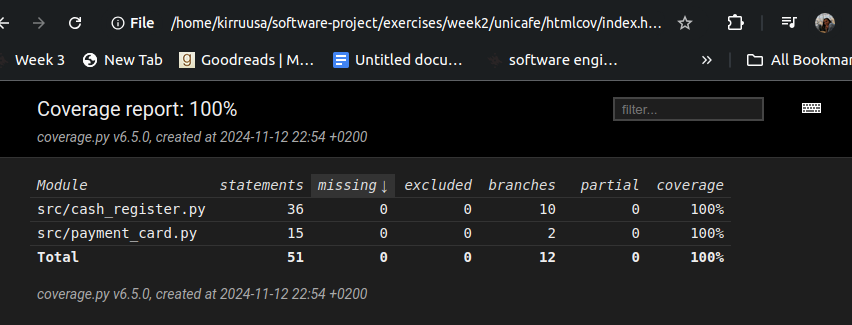 File /home/kirruusa/software-project/exercises/week2/unicafe/htmlcov/index.h...
Week 3 New Tab Goodreads | M... Untitled docu... software engi... » All Bookmar
Coverage report: 100%
filter...
coverage.py v6.5.0, created at 2024-11-12 22:54 +0200
Module statements missing ↓ excluded branches partial coverage
src/cash_register.py 36 0 0 10 0 100%
src/payment_card.py 15 0 0 2 0 100%
Total 51 0 0 12 0 100%
coverage.py v6.5.0, created at 2024-11-12 22:54 +0200